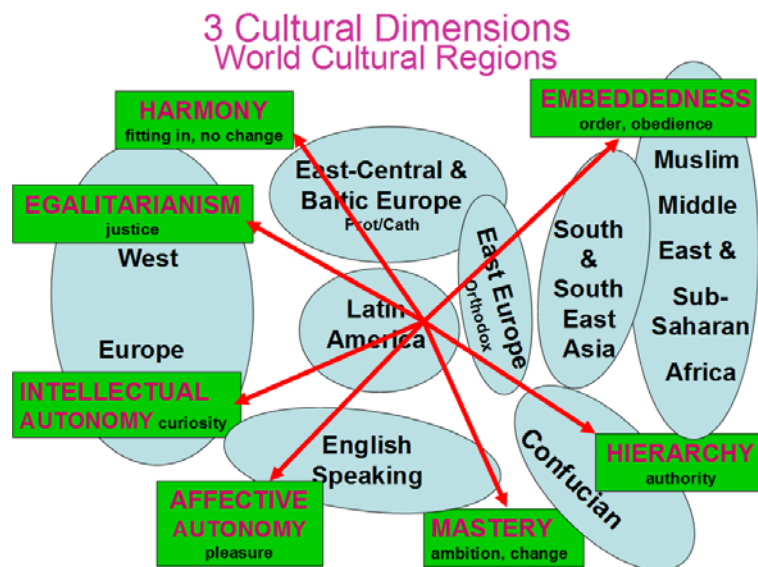 3 Cultural Dimensions
World Cultural Regions
HARMONY
fitting in, no change
EMBEDDEDNESS
order, obedience
East-Central &
Baltic Europe
Prot/Cath
Muslim
Middle
East &
Sub-
Saharan
Africa
EGALITARIANISM
justice
West
Europe
East Europe
Orthodox
South
&
South
East
Asia
Latin
America
INTELLECTUAL
AUTONOMY curiosity
English
Speaking
Confucian
HIERARCHY
authority
AFFECTIVE
AUTONOMY
pleasure
MASTERY
ambition, change